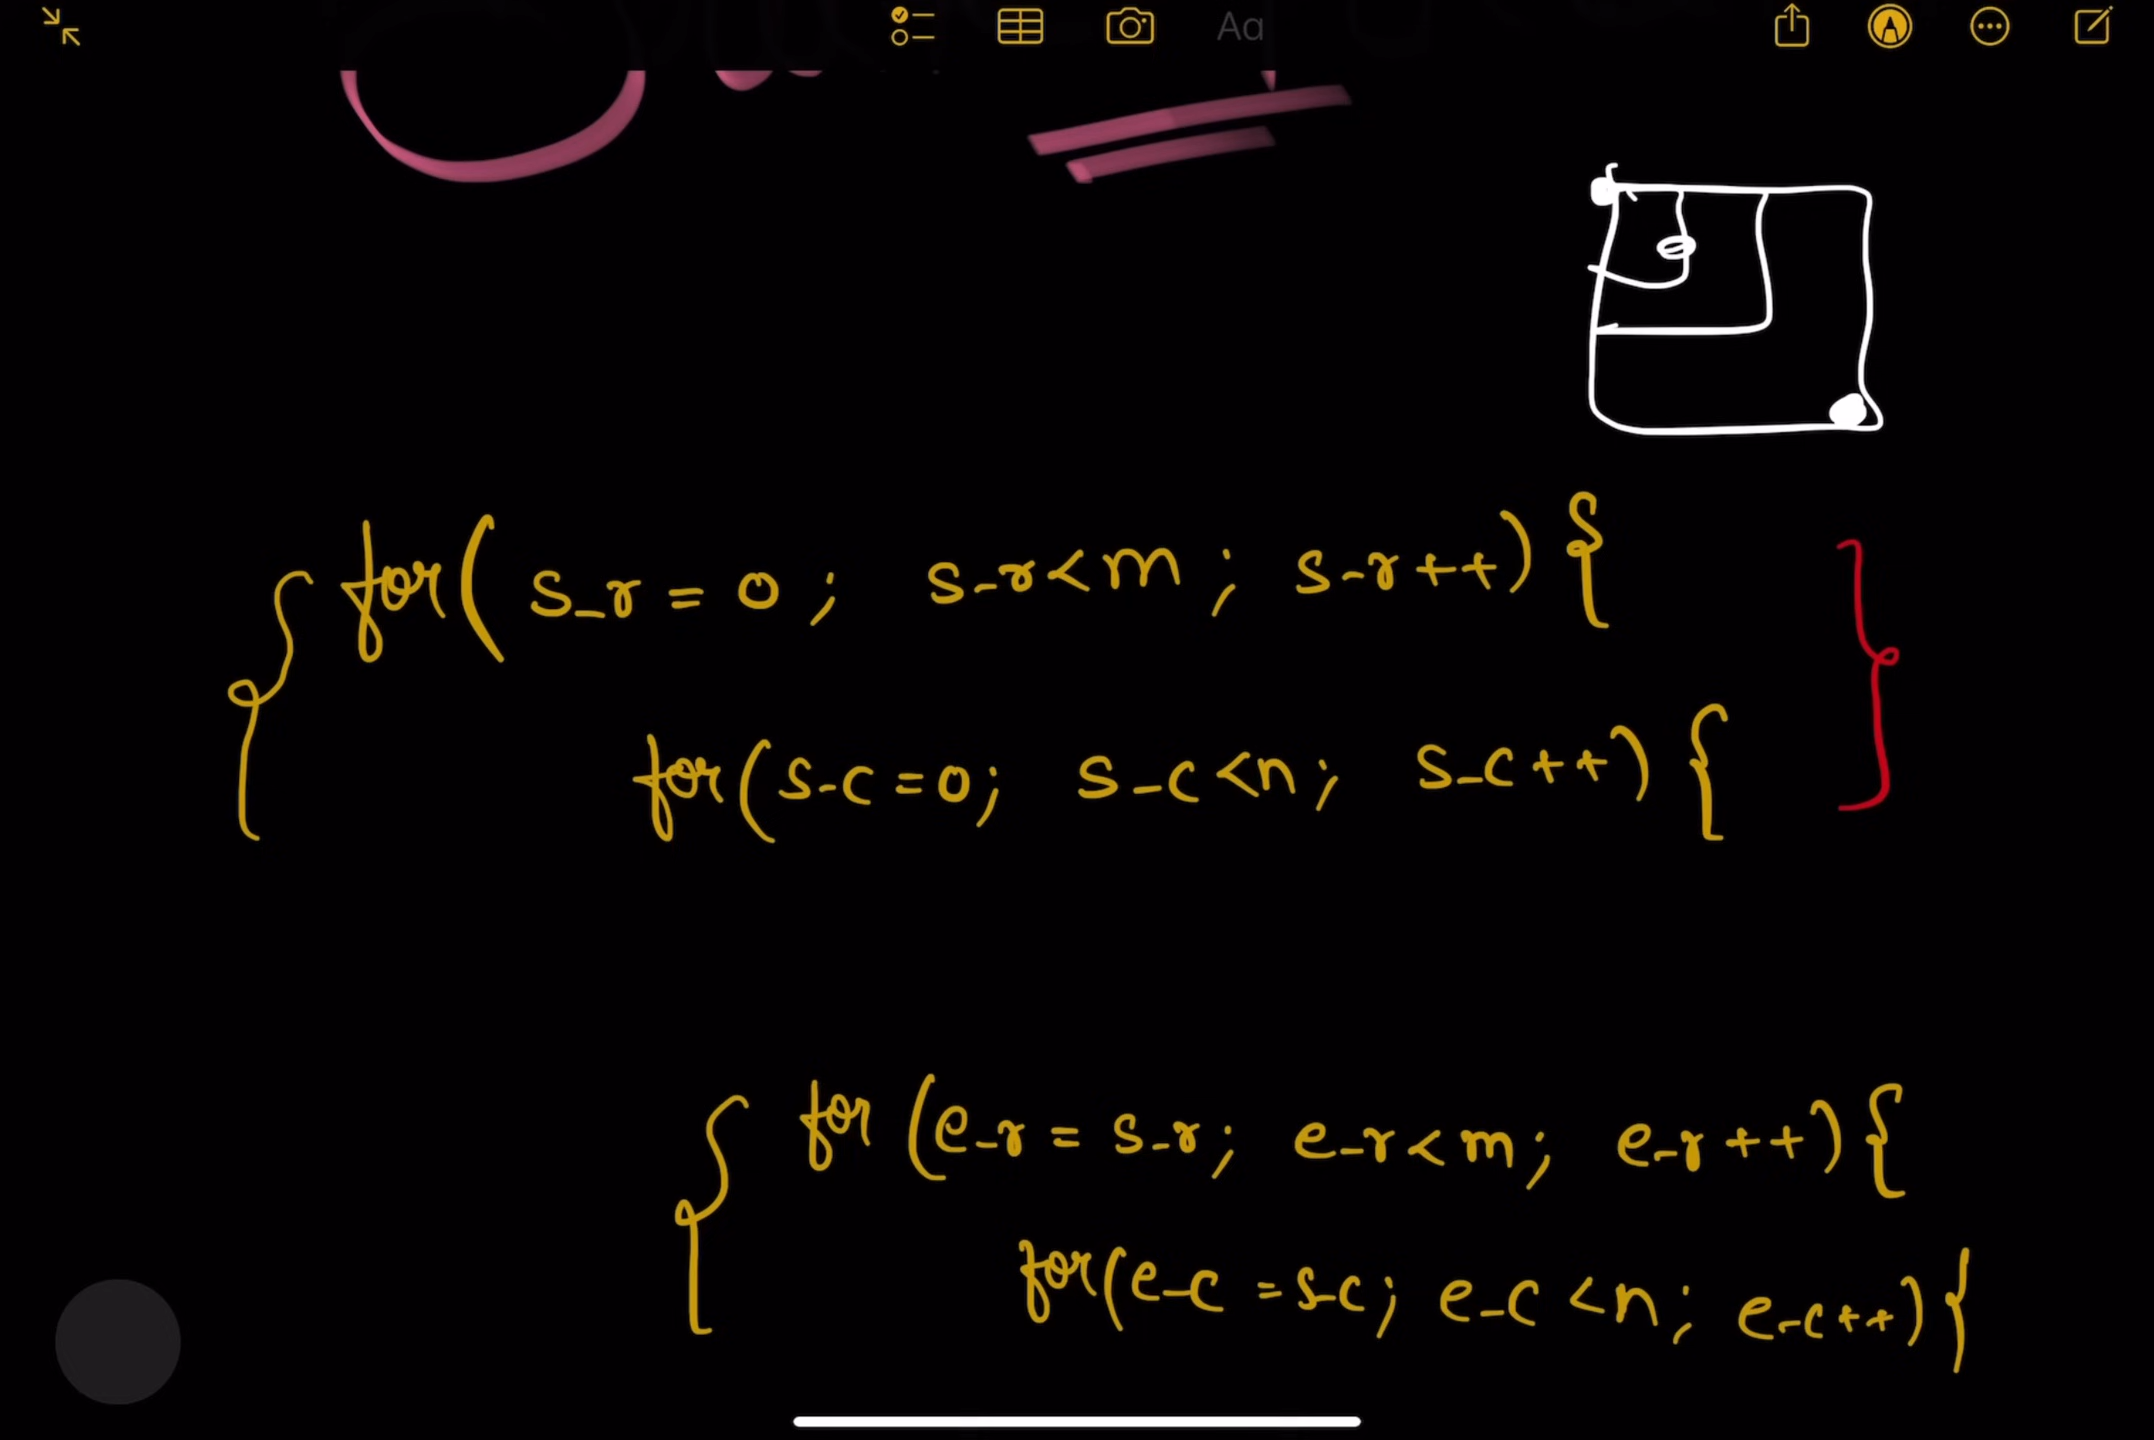 Aa
for( s_r = 0 ; s_r<m ; s_r++) {
for(s_c=0; s_c<n; s_c++) {
for (e_r = s_r; e_r<m; e_r++) {
for(e_c =s_c; e_c <n; e_c++) {